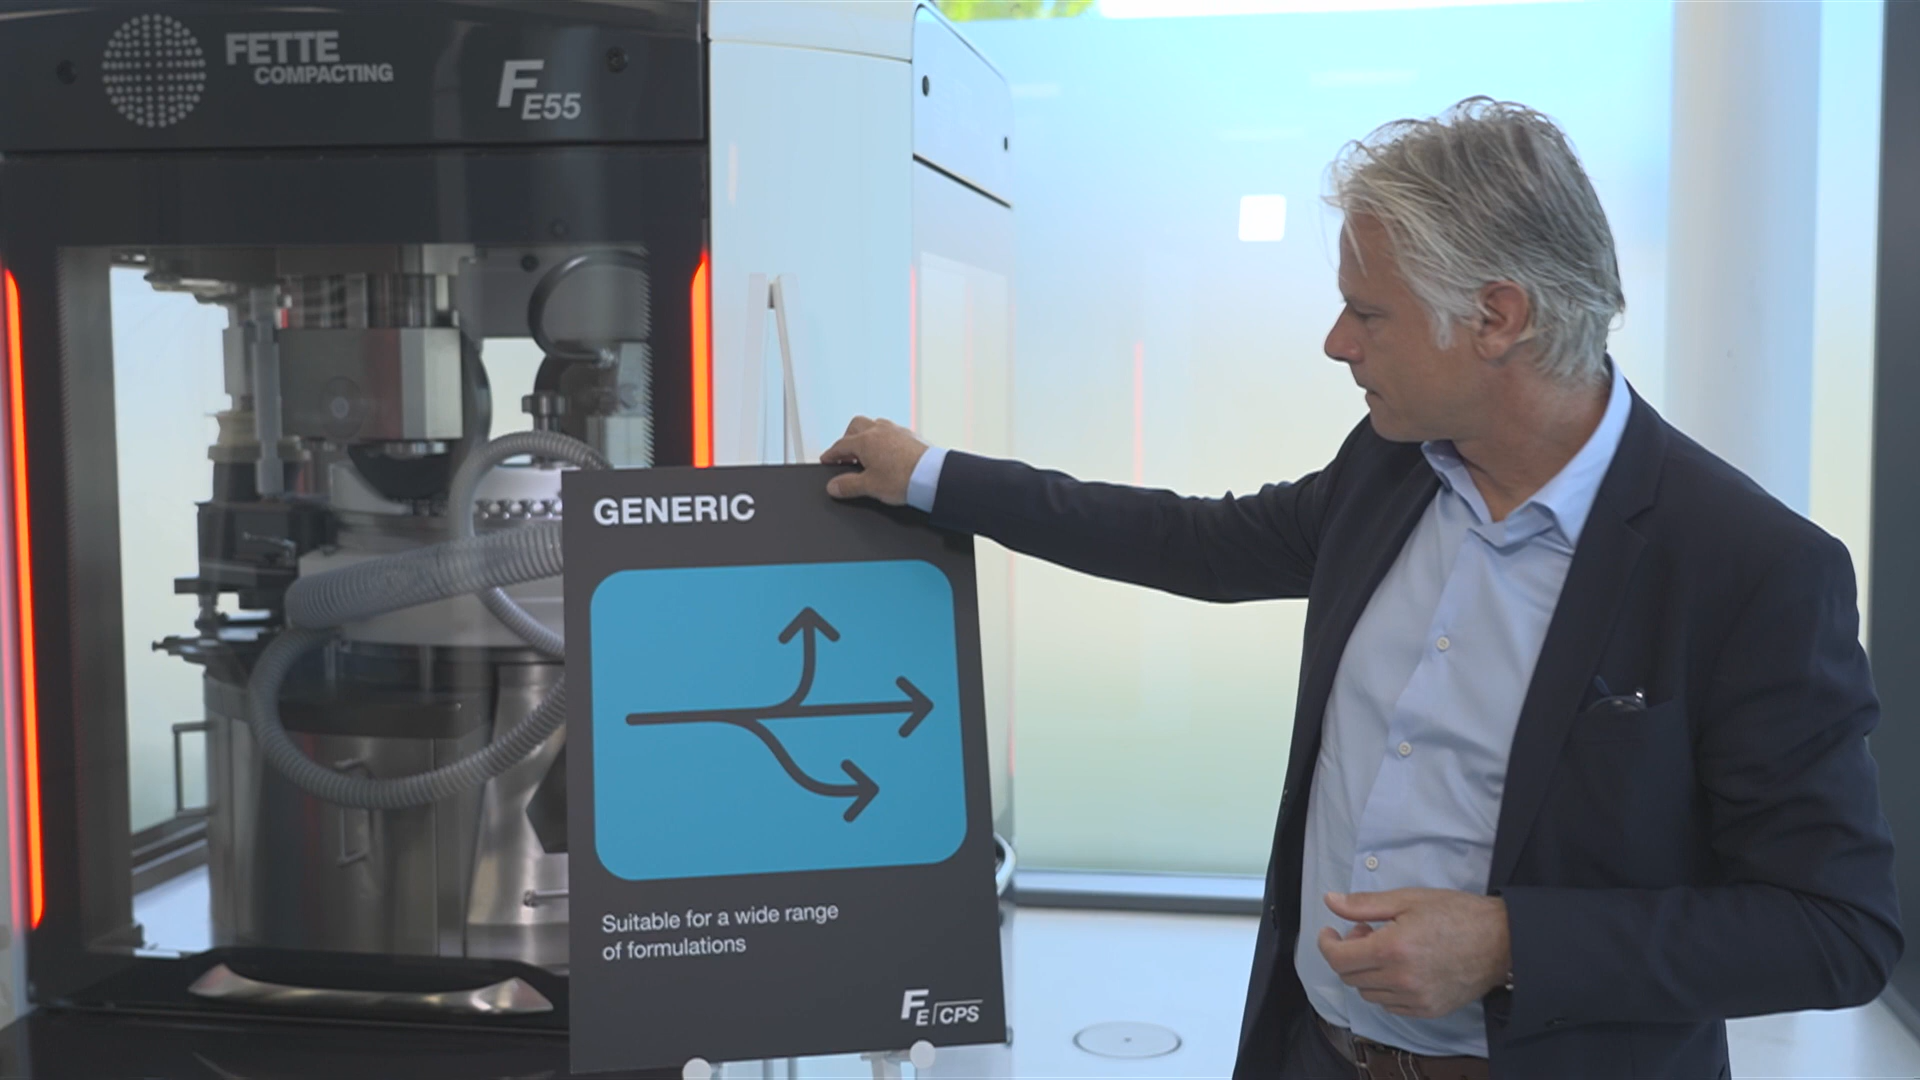 FETTE
COMPACTING
FE55
GENERIC
Suitable for a wide range
of formulations
FE CPS